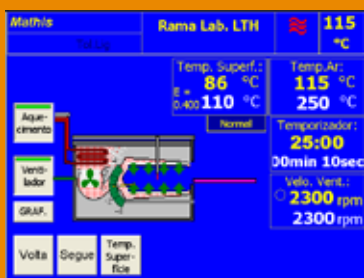 Mathis
Rama Lab. LTH
115
°C
Temp. Superf.:
86 °C
E =
0.400 110 °C
Normal
Temp.Ar:
115 °C
250 °C
Temporizador:
25:00
00min 10sec
Velo. Vent.:
2300 rpm
2300 rpm
Aque-
cimento
Venti-
lador
GRAF.
Volta
Segue
Temp.
Super-
fície